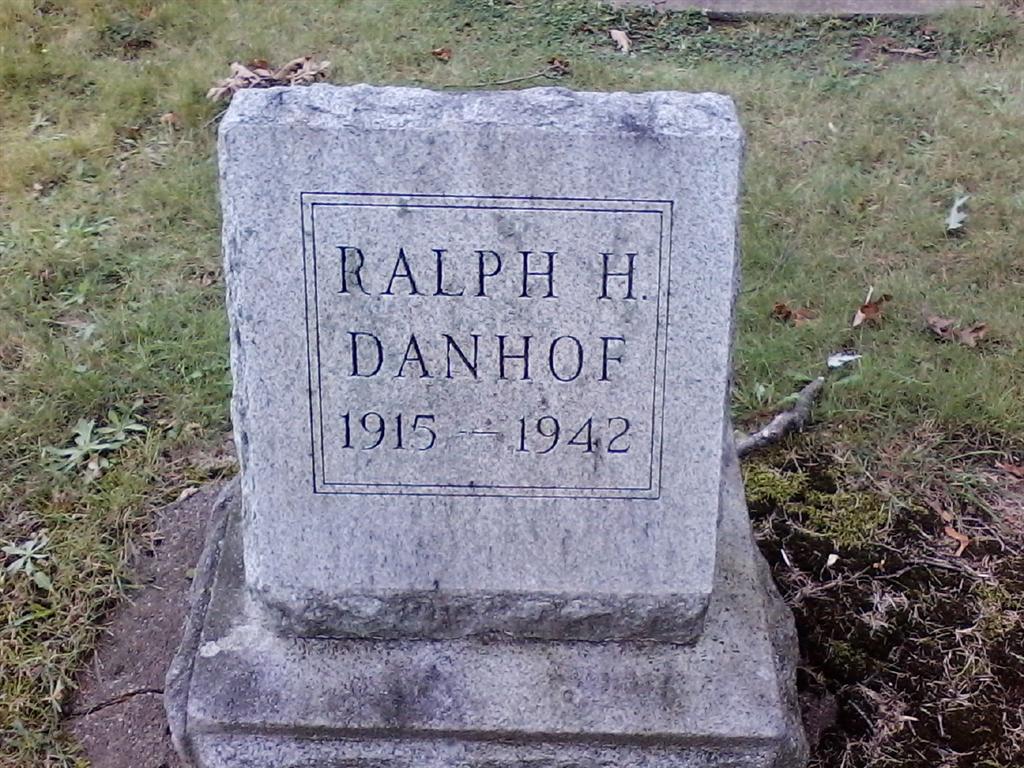 RALPH H.
DANHOF
1915 — 1942